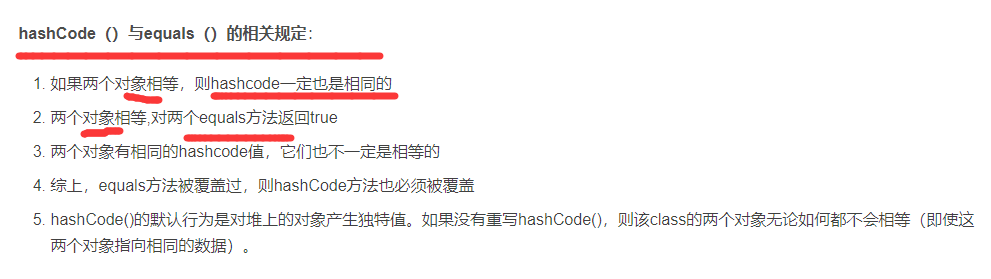 hashCode（）与equals（）的相关规定：
1. 如果两个对象相等，则hashcode一定也是相同的
2. 两个对象相等,对两个equals方法返回true
3. 两个对象有相同的hashcode值，它们也不一定是相等的
4. 综上，equals方法被覆盖过，则hashCode方法也必须被覆盖
5. hashCode()的默认行为是对堆上的对象产生独特值。如果没有重写hashCode()，则该class的两个对象无论如何都不会相等（即使这
两个对象指向相同的数据）。